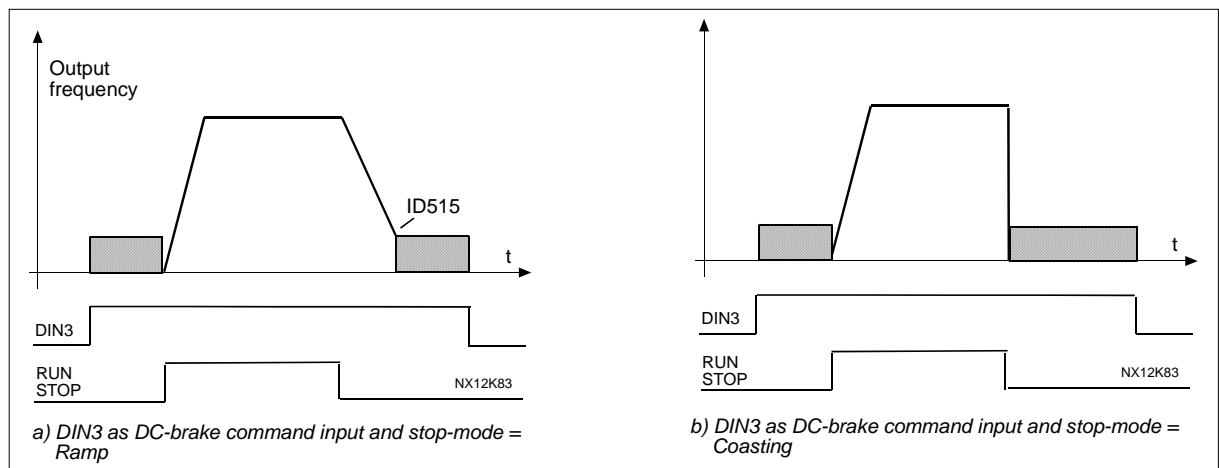 Output
frequency
ID515
t
DIN3
RUN
STOP
NX12K83
a) DIN3 as DC-brake command input and stop-mode =
Ramp
t
DIN3
RUN
STOP
NX12K83
b) DIN3 as DC-brake command input and stop-mode =
Coasting